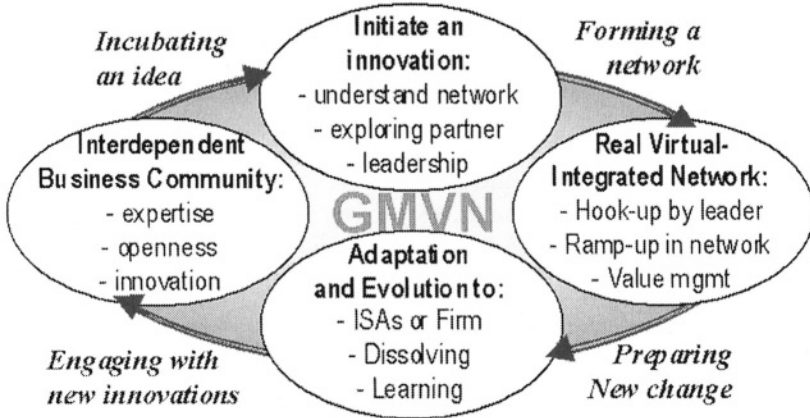 Incubating
an idea
Initiate an
innovation:
- understand network
- exploring partner
- leadership
Forming a
network
Interdependent
Business Community:
- expertise
- openness
- innovation
GMVN
Real Virtual-
Integrated Network:
- Hook-up by leader
- Ramp-up in network
- Value mgmt
Adaptation
and Evolution to:
- ISAs or Firm
- Dissolving
- Learning
Engaging with
new innovations
Preparing
New change